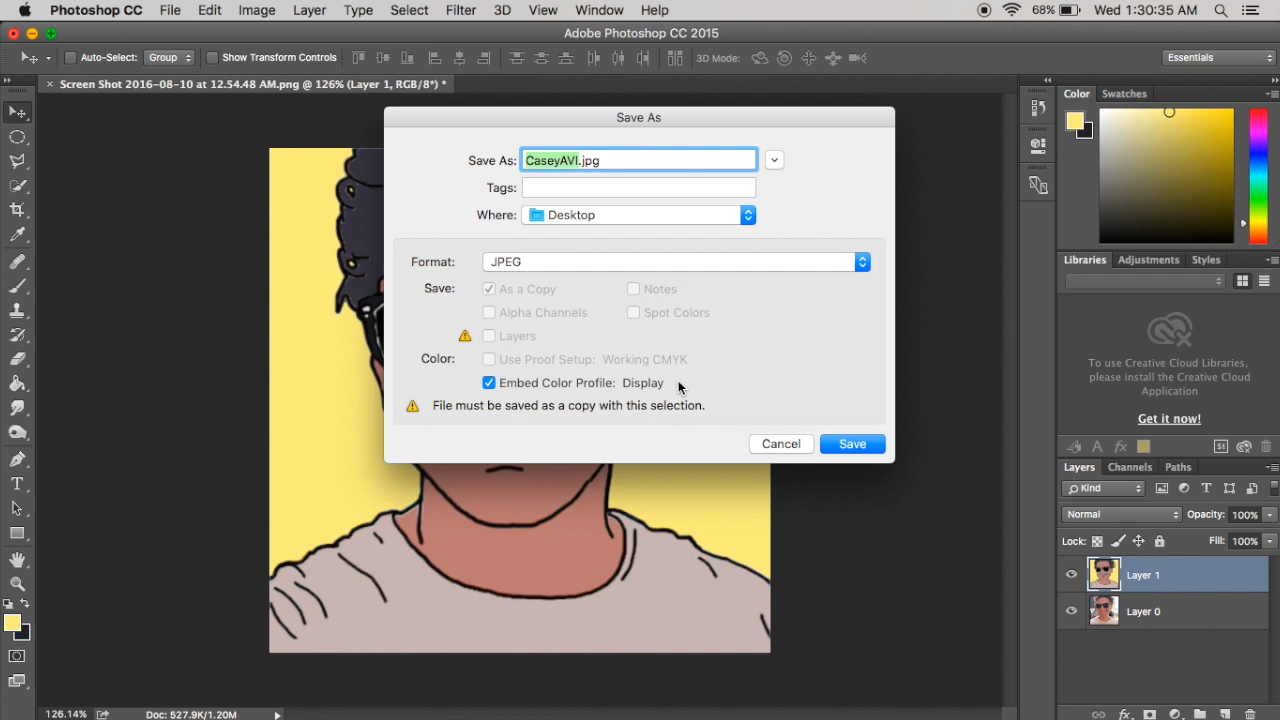 Photoshop CC File Edit Image Layer Type Select Filter 3D View Window Help 68% Wed 1:30:35 AM
Adobe Photoshop CC 2015
Auto-Select: Group Show Transform Controls 3D Mode: Essentials
× Screen Shot 2016-08-10 at 12.54.48 AM.png @ 126% (Layer 1, RGB/8*) *
Color Swatches
Save As
Save As: CaseyAVI.jpg
Tags:
Where: Desktop
Format: JPEG
Save: As a Copy Notes
Alpha Channels Spot Colors
Layers
Color: Use Proof Setup: Working CMYK
Embed Color Profile: Display
File must be saved as a copy with this selection.
Cancel Save
Libraries Adjustments Styles
To use Creative Cloud Libraries,
please install the Creative Cloud
Application
Get it now!
Layers Channels Paths
Kind
Normal Opacity: 100%
Lock: Fill: 100%
Layer 1
Layer 0
126.14% Doc: 527.9K/1.20M